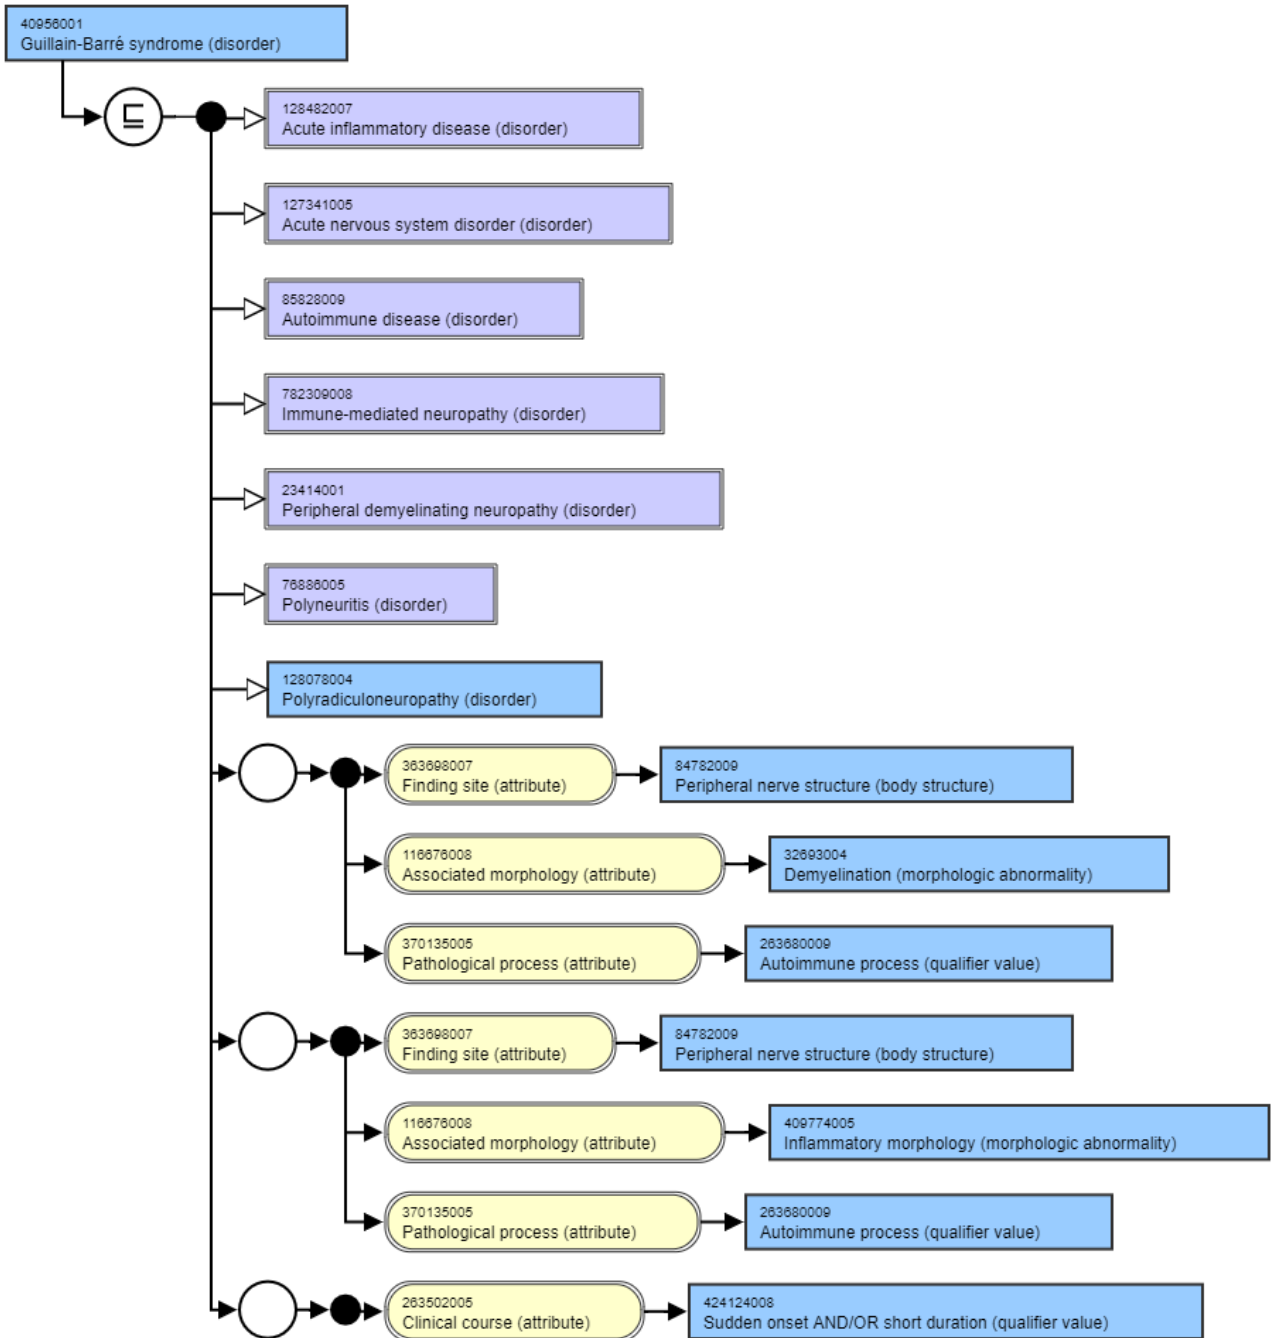 40956001
Guillain-Barré syndrome (disorder)
⊑
128482007
Acute inflammatory disease (disorder)
127341005
Acute nervous system disorder (disorder)
85828009
Autoimmune disease (disorder)
782309008
Immune-mediated neuropathy (disorder)
23414001
Peripheral demyelinating neuropathy (disorder)
76886005
Polyneuritis (disorder)
128078004
Polyradiculoneuropathy (disorder)
363698007
Finding site (attribute)
84782009
Peripheral nerve structure (body structure)
116676008
Associated morphology (attribute)
32693004
Demyelination (morphologic abnormality)
370135005
Pathological process (attribute)
263680009
Autoimmune process (qualifier value)
363698007
Finding site (attribute)
84782009
Peripheral nerve structure (body structure)
116676008
Associated morphology (attribute)
409774005
Inflammatory morphology (morphologic abnormality)
370135005
Pathological process (attribute)
263680009
Autoimmune process (qualifier value)
263502005
Clinical course (attribute)
424124008
Sudden onset AND/OR short duration (qualifier value)